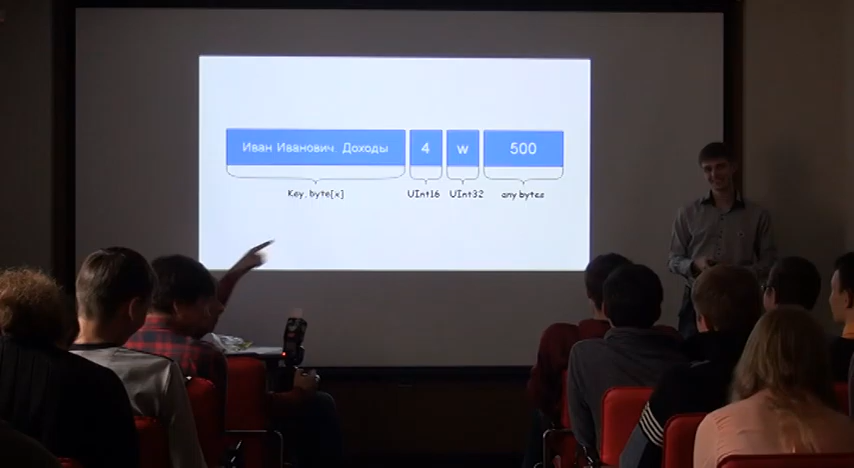 Иван Иванович Доходы 4 w 500
Key, byte[x] UInt16 UInt32 any bytes